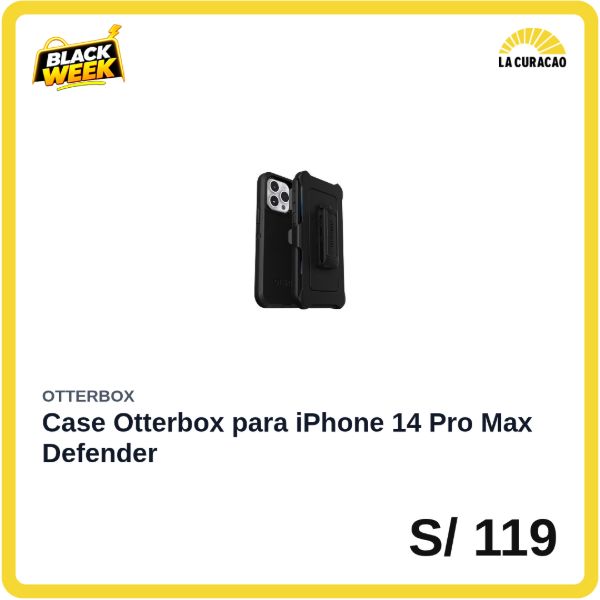 BLACK
WEEK
LA CURACAO
OTTERBOX
Case Otterbox para iPhone 14 Pro Max
Defender
S/ 119